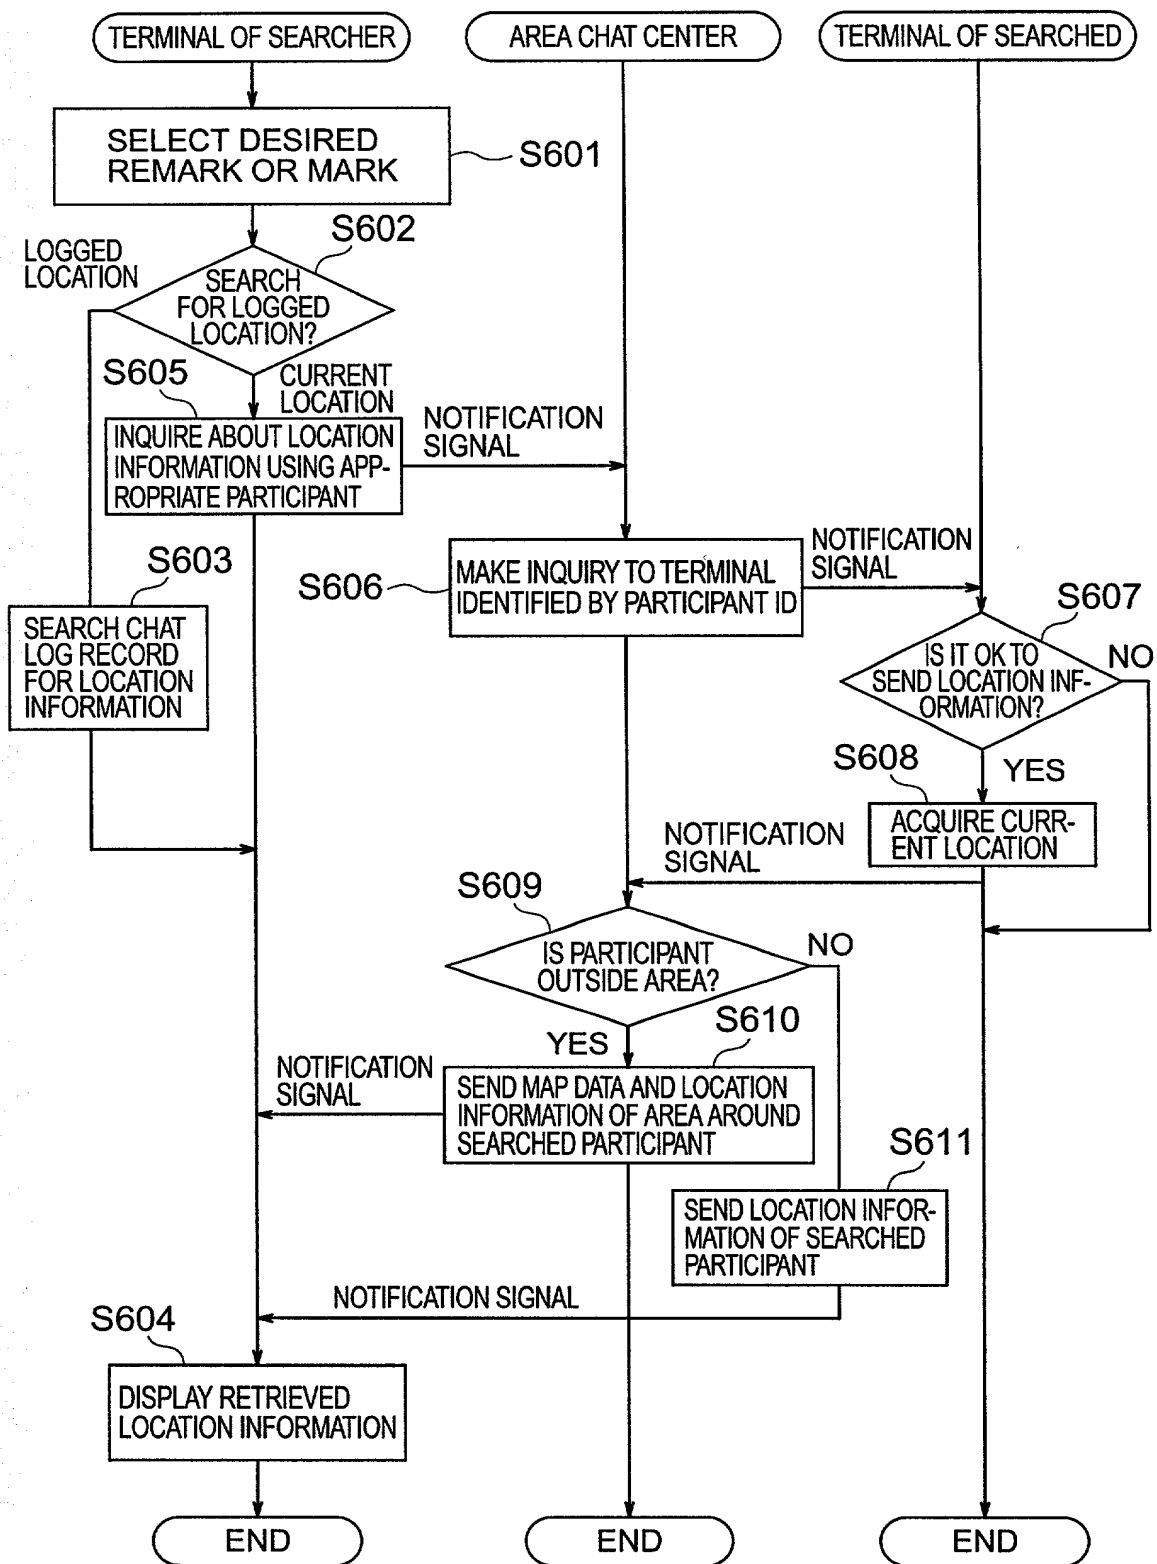 TERMINAL OF SEARCHER
AREA CHAT CENTER
TERMINAL OF SEARCHED
SELECT DESIRED
REMARK OR MARK
S601
S602
LOGGED
LOCATION
SEARCH
FOR LOGGED
LOCATION?
S605
CURRENT
LOCATION
INQUIRE ABOUT LOCATION
INFORMATION USING APP-
ROPRIATE PARTICIPANT
NOTIFICATION
SIGNAL
S603
SEARCH CHAT
LOG RECORD
FOR LOCATION
INFORMATION
S606
MAKE INQUIRY TO TERMINAL
IDENTIFIED BY PARTICIPANT ID
NOTIFICATION
SIGNAL
S607
IS IT OK TO
SEND LOCATION INF-
ORMATION?
NO
S608
YES
ACQUIRE CURR-
ENT LOCATION
NOTIFICATION
SIGNAL
S609
IS PARTICIPANT
OUTSIDE AREA?
NO
YES
S610
NOTIFICATION
SIGNAL
SEND MAP DATA AND LOCATION
INFORMATION OF AREA AROUND
SEARCHED PARTICIPANT
S611
SEND LOCATION INFOR-
MATION OF SEARCHED
PARTICIPANT
NOTIFICATION SIGNAL
S604
DISPLAY RETRIEVED
LOCATION INFORMATION
END
END
END